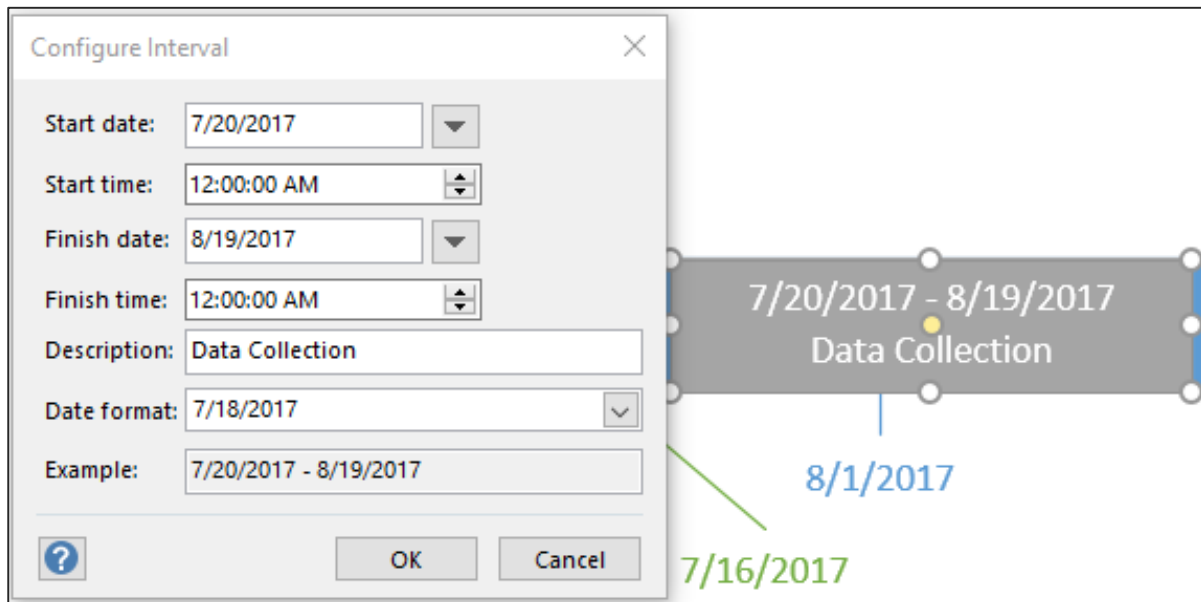 Configure Interval
Start date: 7/20/2017
Start time: 12:00:00 AM
Finish date: 8/19/2017
Finish time: 12:00:00 AM
Description: Data Collection
Date format: 7/18/2017
Example: 7/20/2017 - 8/19/2017
? OK Cancel
7/20/2017 - 8/19/2017
Data Collection
8/1/2017
7/16/2017